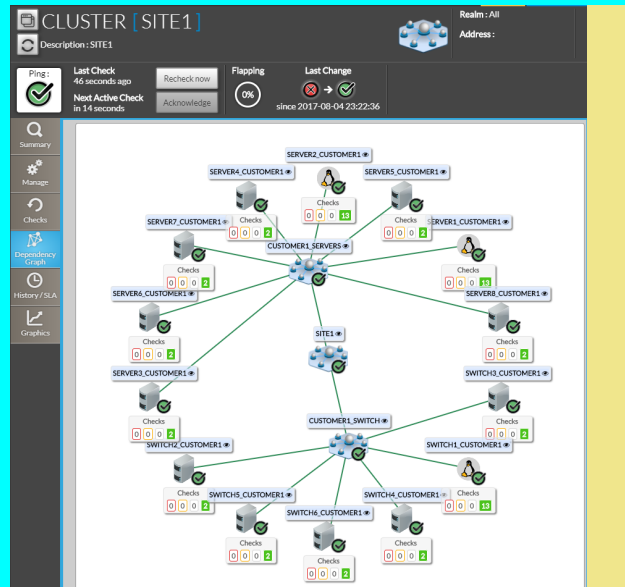 CLUSTER [SITE1]
Description : SITE1
Realm : All
Address :
Ping :
Last Check
46 seconds ago
Next Active Check
in 14 seconds
Recheck now
Acknowledge
Flapping
0%
Last Change
since 2017-08-04 23:22:36
Summary
Manage
Checks
Dependency
Graph
History / SLA
Graphics
SERVER2_CUSTOMER1
Checks
0 0 0 13
SERVER4_CUSTOMER1
Checks
0 0 0 2
SERVER5_CUSTOMER1
Checks
0 0 0 2
SERVER7_CUSTOMER1
Checks
0 0 0 2
SERVER1_CUSTOMER1
Checks
0 0 0 13
CUSTOMER1_SERVERS
SERVER6_CUSTOMER1
Checks
0 0 0 2
SERVER8_CUSTOMER1
Checks
0 0 0 2
SITE1
SERVER3_CUSTOMER1
Checks
0 0 0 2
SWITCH3_CUSTOMER1
Checks
0 0 0 2
CUSTOMER1_SWITCH
SWITCH2_CUSTOMER1
Checks
0 0 0 2
SWITCH1_CUSTOMER1
Checks
0 0 0 13
SWITCH5_CUSTOMER1
Checks
0 0 0 2
SWITCH4_CUSTOMER1
Checks
0 0 0 2
SWITCH6_CUSTOMER1
Checks
0 0 0 2